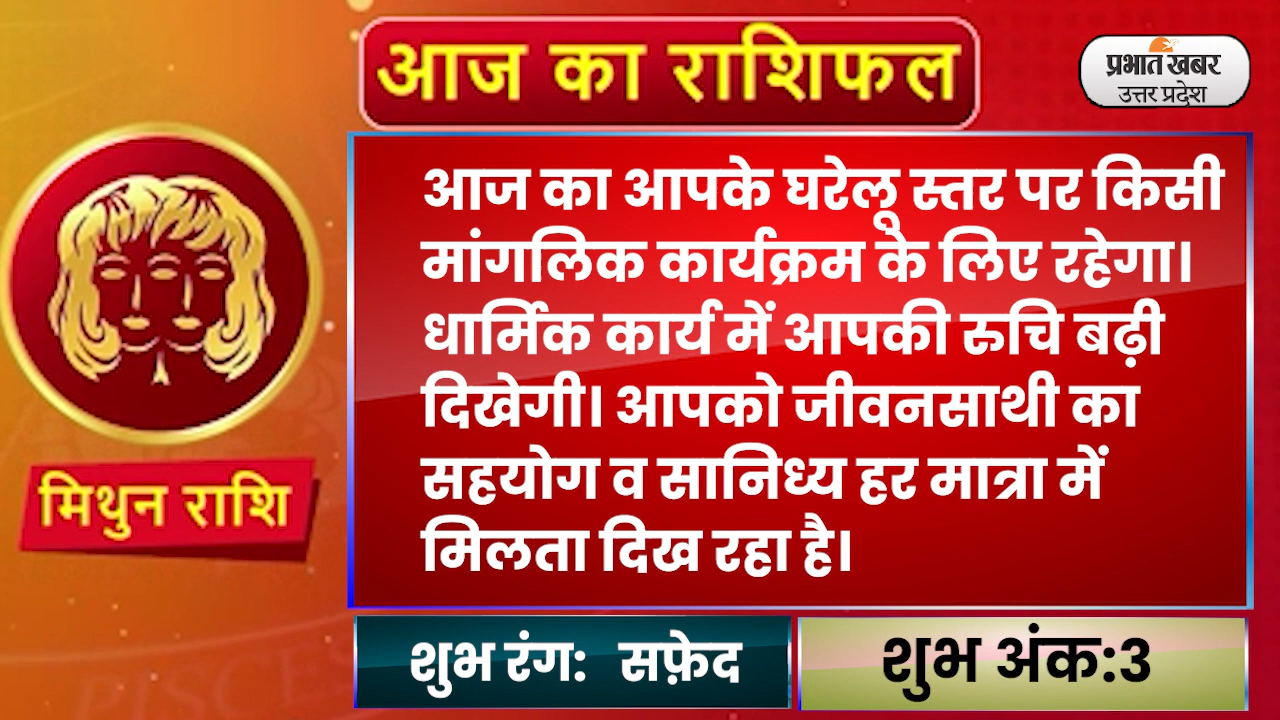 आज का राशिफल
प्रभात खबर
उत्तर प्रदेश
आज का आपके घरेलू स्तर पर किसी
मांगलिक कार्यक्रम के लिए रहेगा।
धार्मिक कार्य में आपकी रुचि बढ़ी
दिखेगी। आपको जीवनसाथी का
सहयोग व सानिध्य हर मात्रा में
मिलता दिख रहा है।
मिथुन राशि
शुभ रंग: सफ़ेद
शुभ अंक:3
PISCE